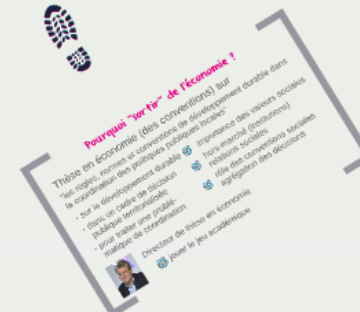 Pourquoi "sortir" de l'économie ?
Thèse en économie (des conventions) sur
"les règles, normes et conventions de développement durable dans
la coordination des politiques publiques locales"
- sur le développement durable
- dans un cadre de décision
publique territorialisée
- pour traiter une problé-
matique de coordination
importance des valeurs sociales
hors-marché (institutions)
relations sociales
rôle des conventions sociales
agrégation des décisions
Directeur de thèse en économie
jouer le jeu académique